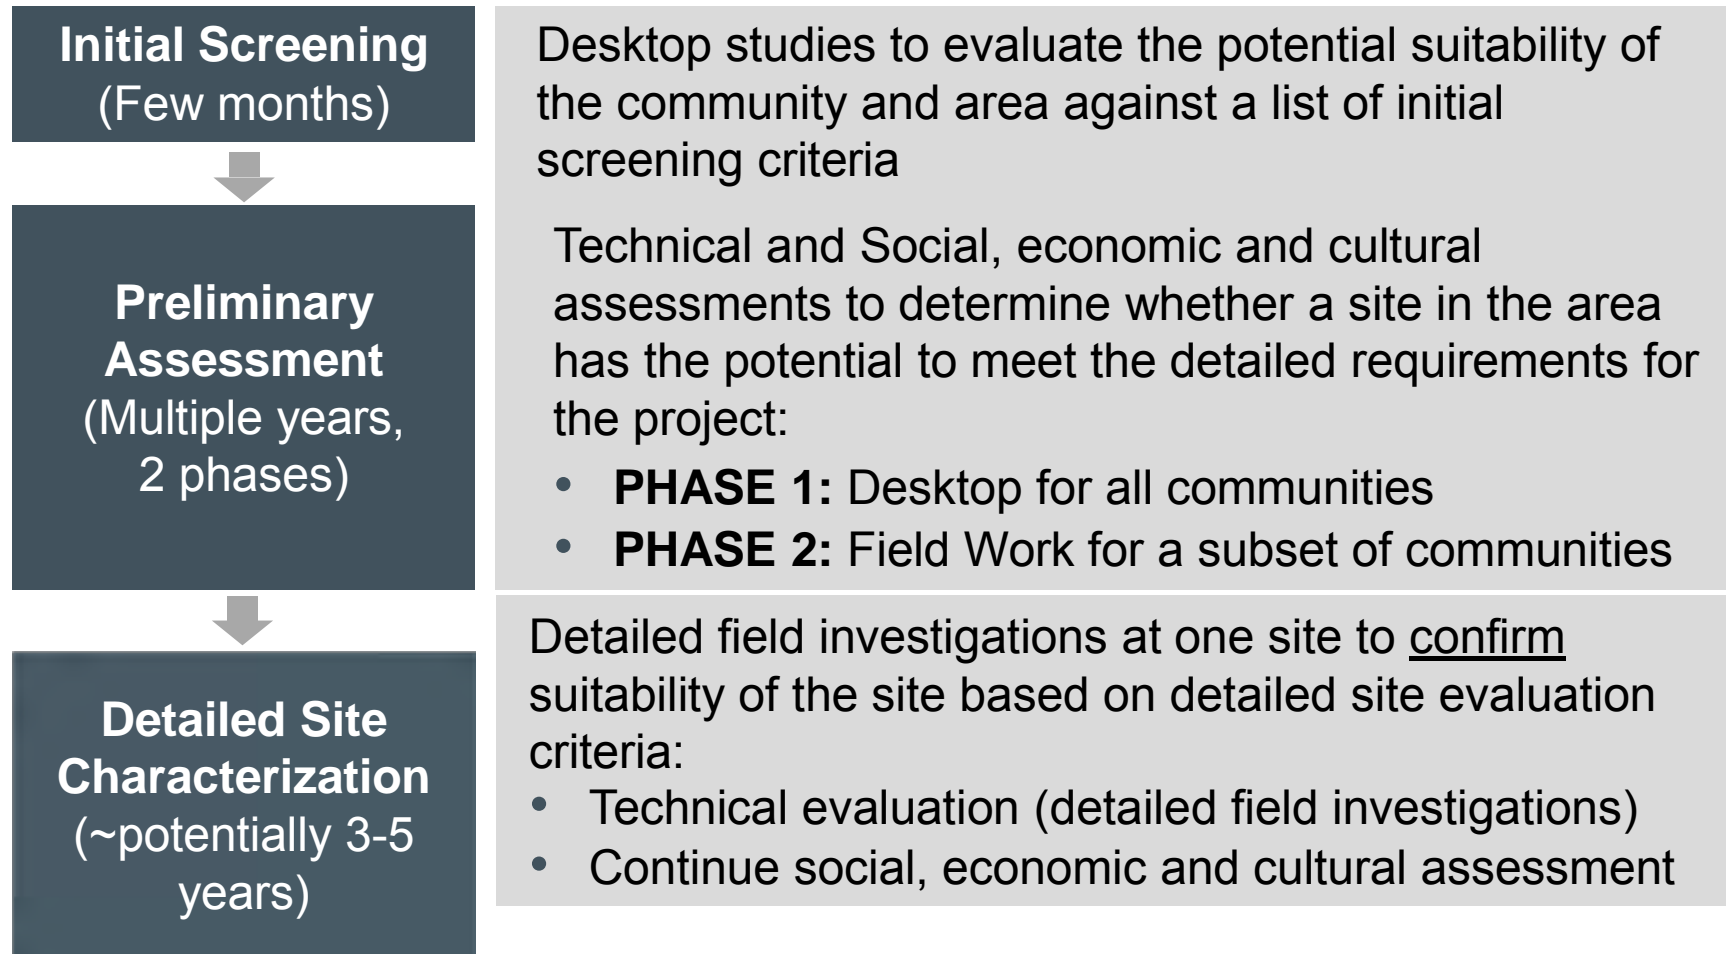 Initial Screening
(Few months)
Desktop studies to evaluate the potential suitability of
the community and area against a list of initial
screening criteria
Preliminary
Assessment
(Multiple years,
2 phases)
Technical and Social, economic and cultural
assessments to determine whether a site in the area
has the potential to meet the detailed requirements for
the project:
• PHASE 1: Desktop for all communities
• PHASE 2: Field Work for a subset of communities
Detailed Site
Characterization
(~potentially 3-5
years)
Detailed field investigations at one site to confirm
suitability of the site based on detailed site evaluation
criteria:
• Technical evaluation (detailed field investigations)
• Continue social, economic and cultural assessment